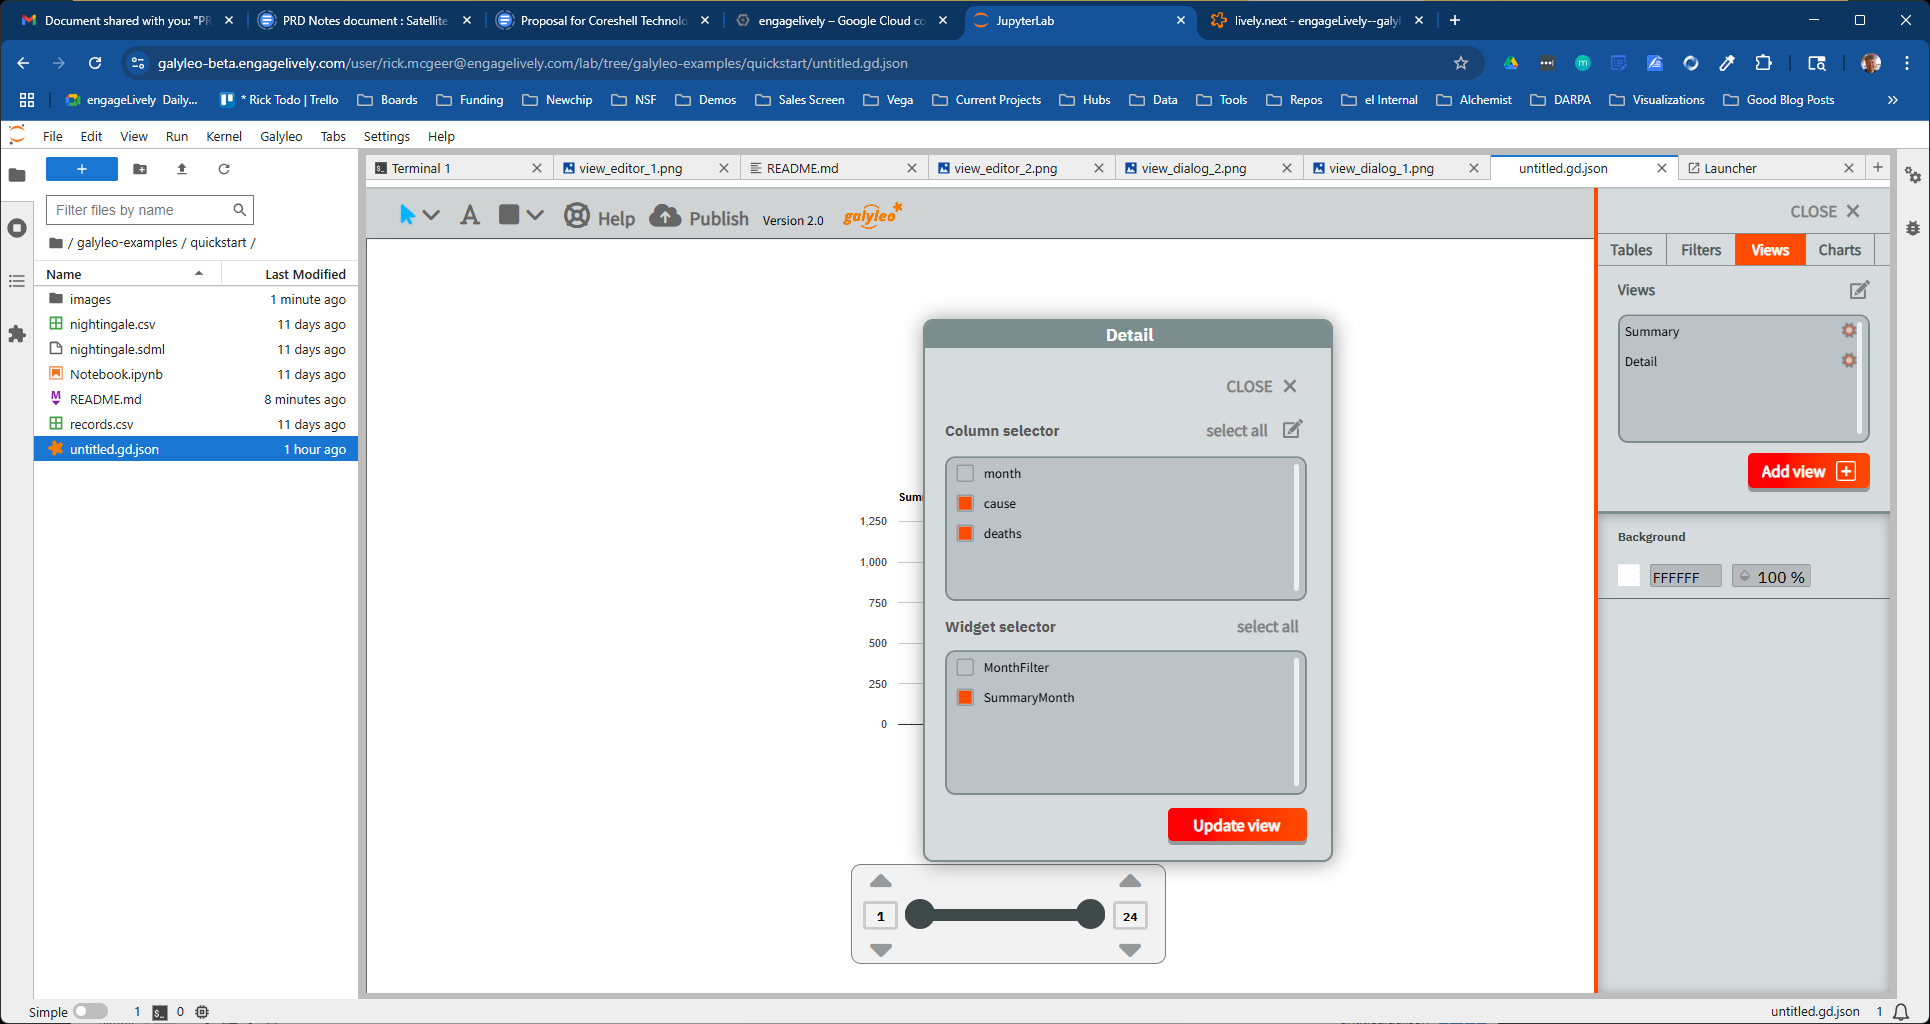 Document shared with you: "PR
PRD Notes document : Satellite
Proposal for Coreshell Technolo
engagelively – Google Cloud co
JupyterLab
lively.next - engageLively--galyl
galyleo-beta.engagelively.com/user/rick.mcgeer@engagelively.com/lab/tree/galyleo-examples/quickstart/untitled.gd.json
engageLively Daily...
* Rick Todo | Trello
Boards
Funding
Newchip
NSF
Demos
Sales Screen
Vega
Current Projects
Hubs
Data
Tools
Repos
el Internal
Alchemist
DARPA
Visualizations
Good Blog Posts
File Edit View Run Kernel Galyleo Tabs Settings Help
Filter files by name
/ galyleo-examples / quickstart /
Name Last Modified
images 1 minute ago
nightingale.csv 11 days ago
nightingale.sdml 11 days ago
Notebook.ipynb 11 days ago
README.md 8 minutes ago
records.csv 11 days ago
untitled.gd.json 1 hour ago
Terminal 1
view_editor_1.png
README.md
view_editor_2.png
view_dialog_2.png
view_dialog_1.png
untitled.gd.json
Launcher
A
Help
Publish
Version 2.0
galyleo
Summ
1,250
1,000
750
500
250
0
Detail
CLOSE
Column selector select all
month
cause
deaths
Widget selector select all
MonthFilter
SummaryMonth
Update view
1
24
CLOSE
Tables Filters Views Charts
Views
Summary
Detail
Add view
Background
FFFFFF 100 %
Simple 1 0
untitled.gd.json 1